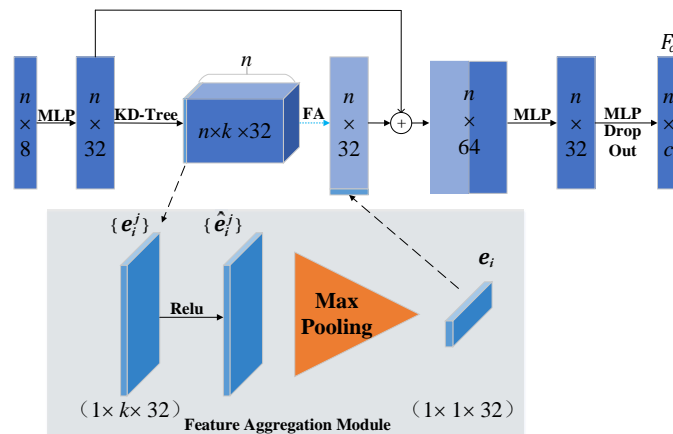 n
F
n × 8
MLP
n × 32
KD-Tree
n×k ×32
FA
n × 32
+
n × 64
MLP
n × 32
MLP
Drop
Out
n × c
{e_i^j}
{ê_i^j}
e_i
Relu
Max
Pooling
(1× k× 32)
(1× 1× 32)
Feature Aggregation Module